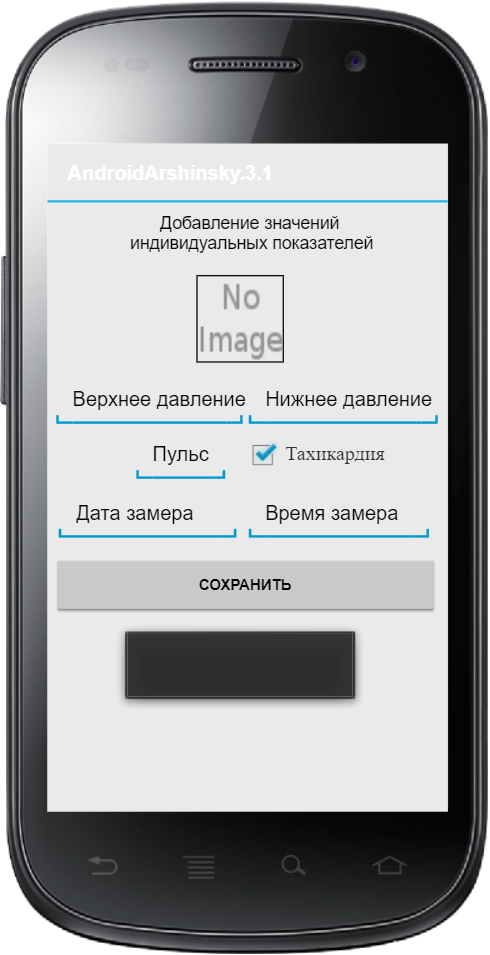 AndroidArshinsky.3.1
Добавление значений
индивидуальных показателей
No
Image
Верхнее давление Нижнее давление
Пульс Тахикардия
Дата замера Время замера
СОХРАНИТЬ